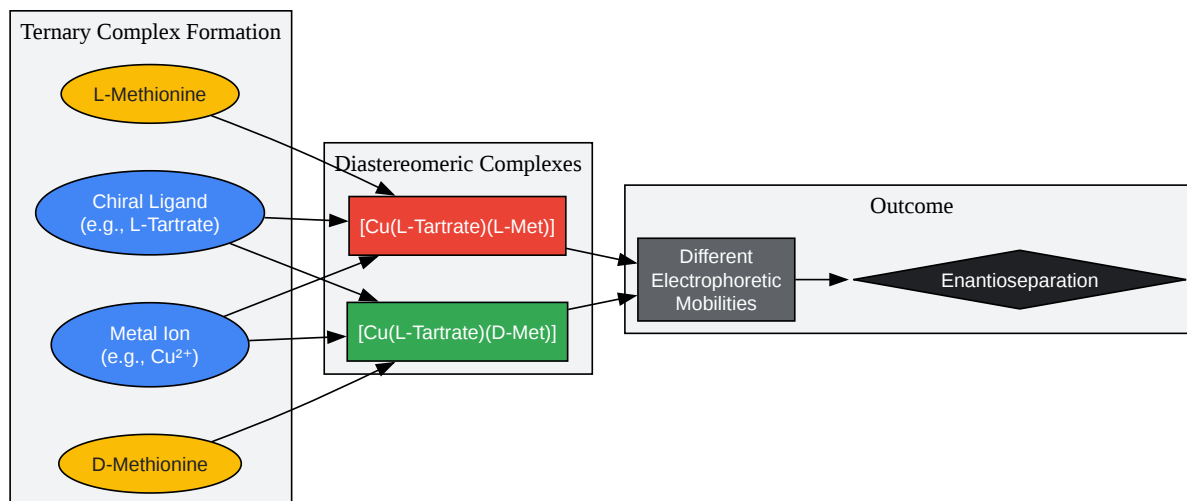 Ternary Complex Formation
L-Methionine
Chiral Ligand
(e.g., L-Tartrate)
Metal Ion
(e.g., Cu²⁺)
D-Methionine
Diastereomeric Complexes
[Cu(L-Tartrate)(L-Met)]
[Cu(L-Tartrate)(D-Met)]
Outcome
Different
Electrophoretic
Mobilities
Enantioseparation